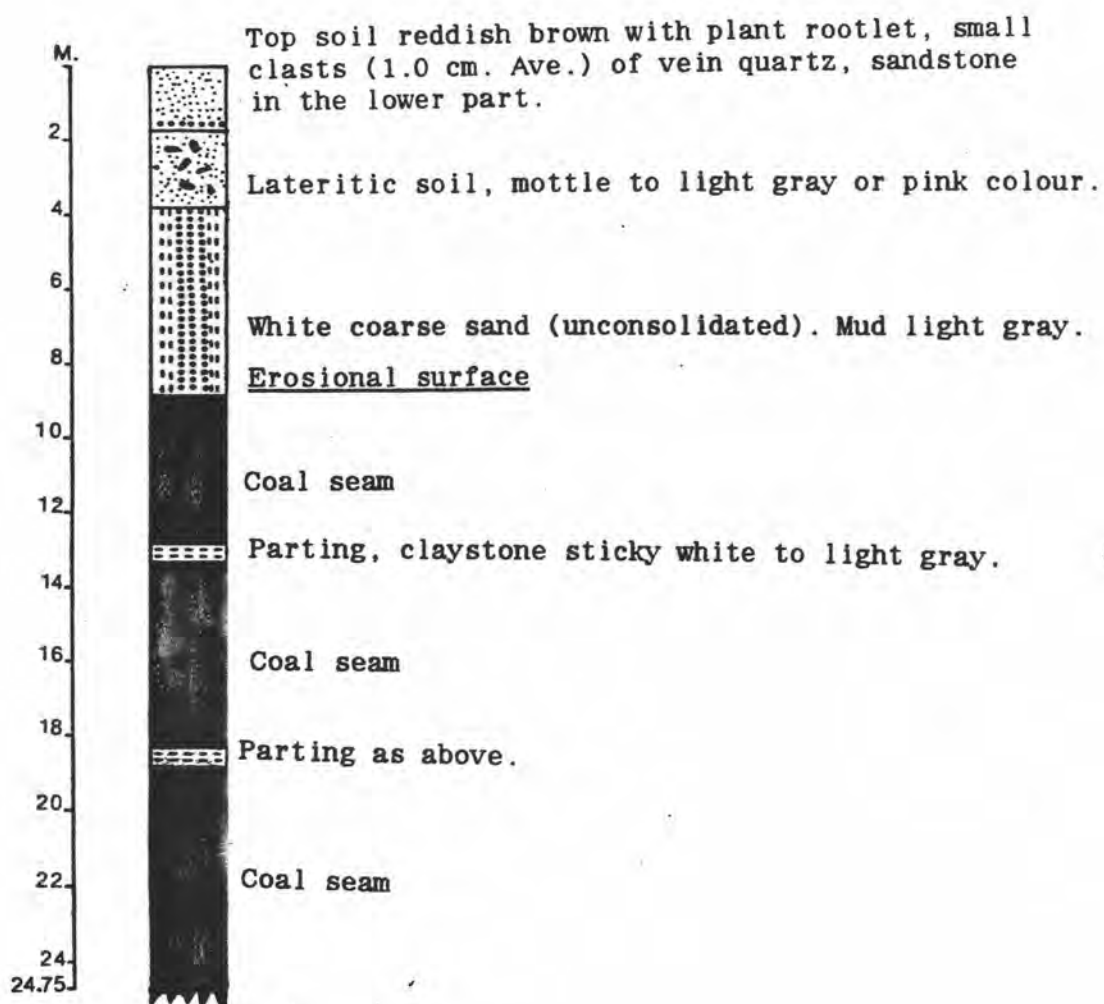 M.
Top soil reddish brown with plant rootlet, small
clasts (1.0 cm. Ave.) of vein quartz, sandstone
in the lower part.
2
Lateritic soil, mottle to light gray or pink colour.
4
6
White coarse sand (unconsolidated). Mud light gray.
8
Erosional surface
10
Coal seam
12
Parting, claystone sticky white to light gray.
14
16
Coal seam
18
Parting as above.
20
22
Coal seam
24
24.75